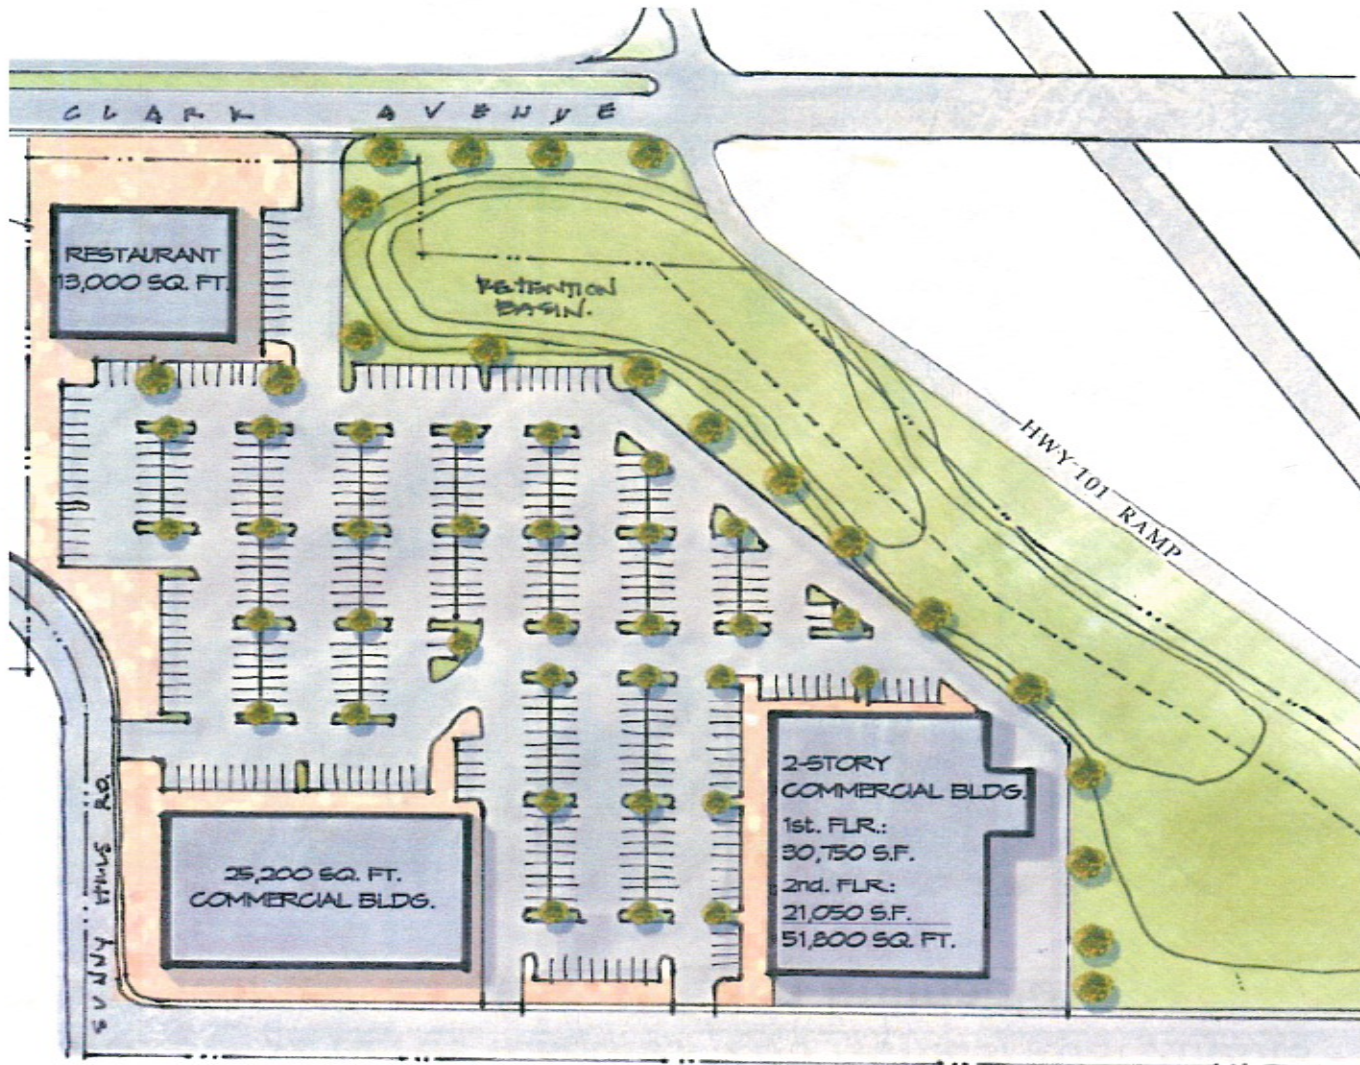 CLARK AVENUE
RESTAURANT
13,000 SQ. FT.
RETENTION
BASIN.
HWY 101 RAMP
2-STORY
COMMERCIAL BLDG.
1st. FLR.:
30,750 S.F.
2nd. FLR.:
21,050 S.F.
51,800 SQ. FT.
25,200 SQ. FT.
COMMERCIAL BLDG.
SUNNY HILLS RD.